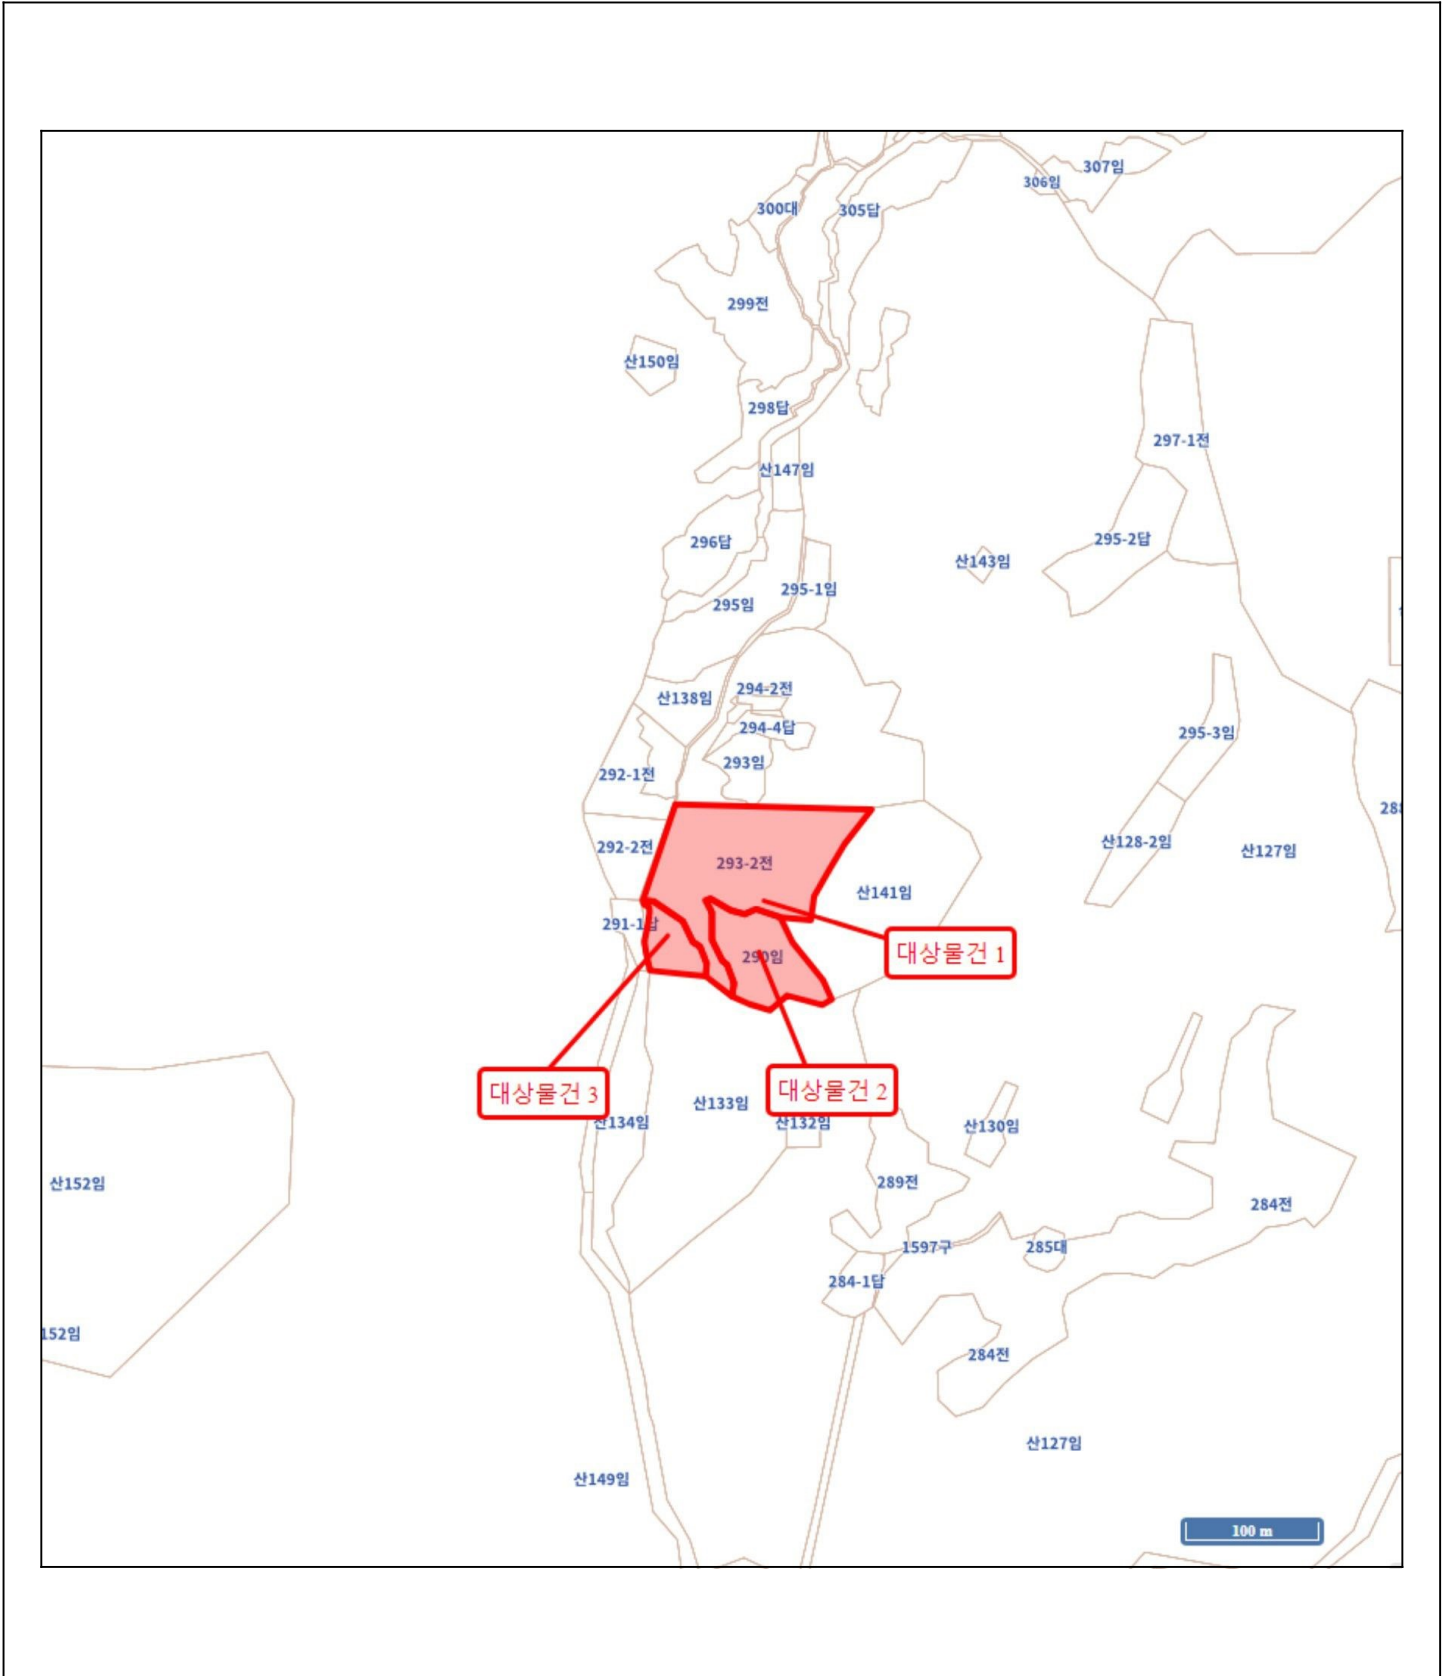 307임
306임
300대
305답
299전
산150임
298답
297-1전
산147임
295-2답
296답
산143임
295-1임
295임
294-2전
산138임
294-4답
295-3임
293임
292-1전
288
산128-2임
292-2전
산127임
293-2전
산141임
291-1답
대상물건 1
290임
대상물건 3
대상물건 2
산133임
산134임
산132임
산130임
산152임
289전
284전
1597구
285대
284-1답
152임
284전
산127임
산149임
100 m